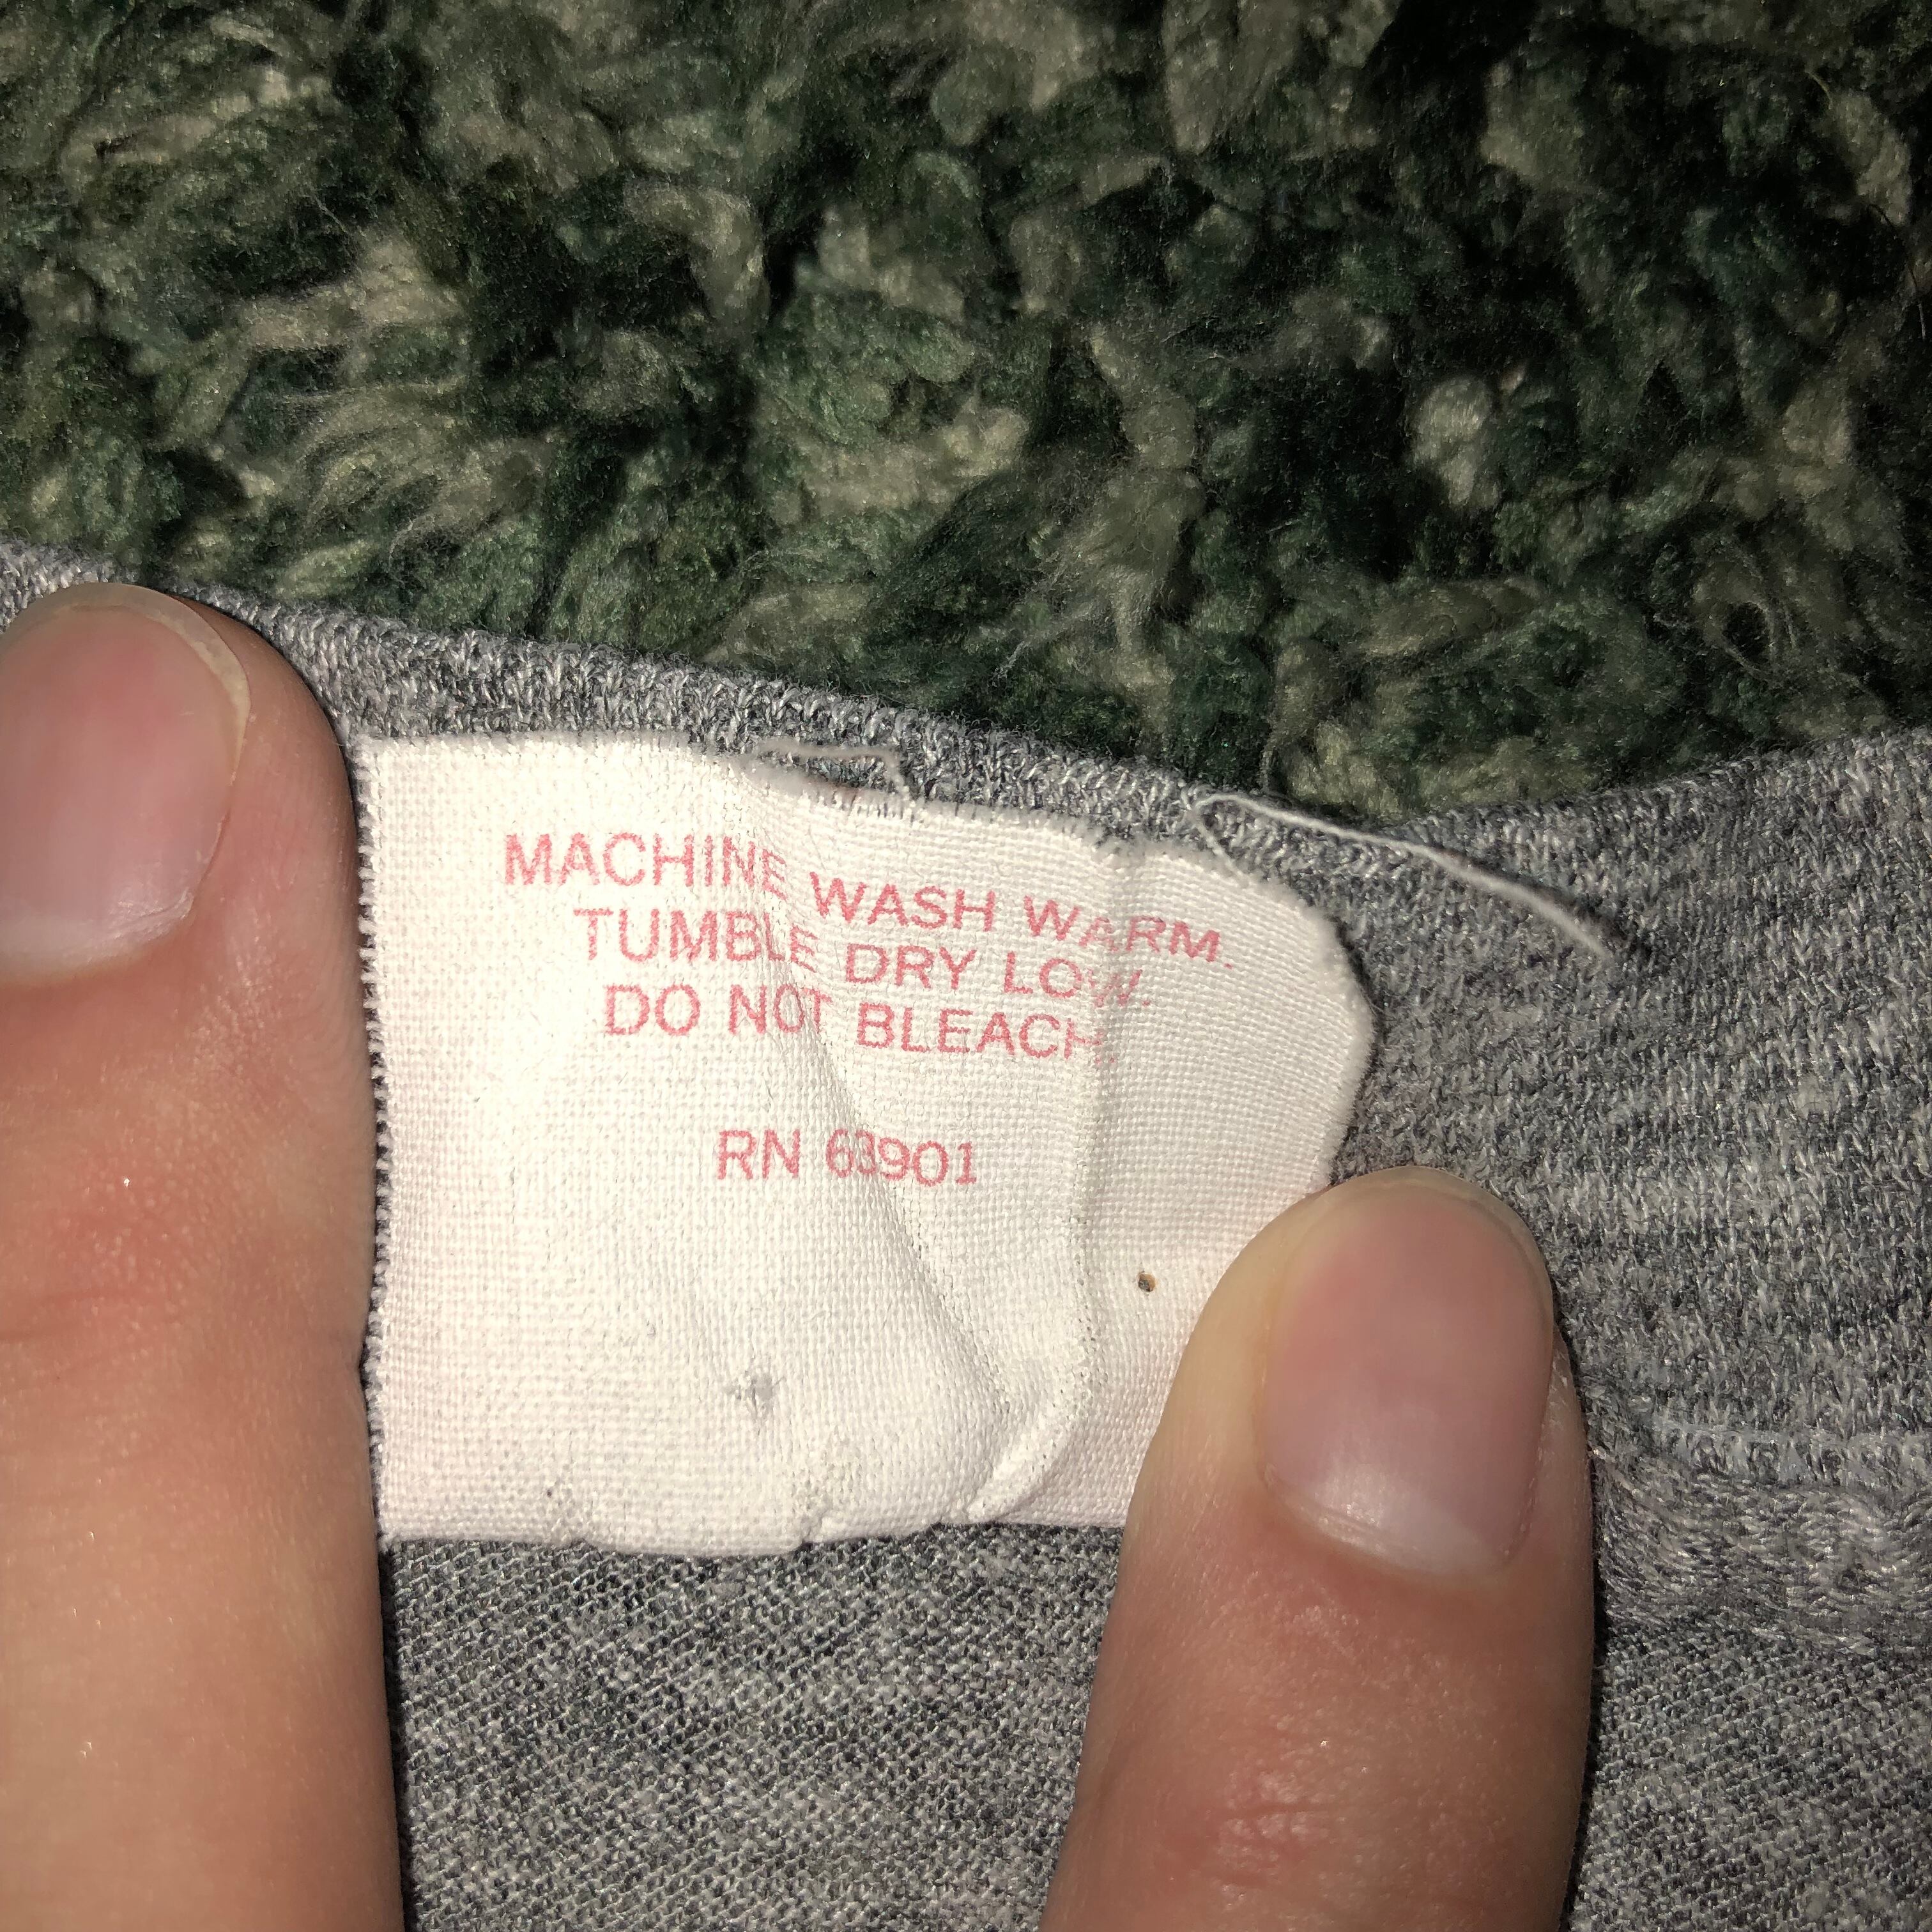 MACHINE WASH WARM.
TUMBLE DRY LOW.
DO NOT BLEACH.
RN 63901